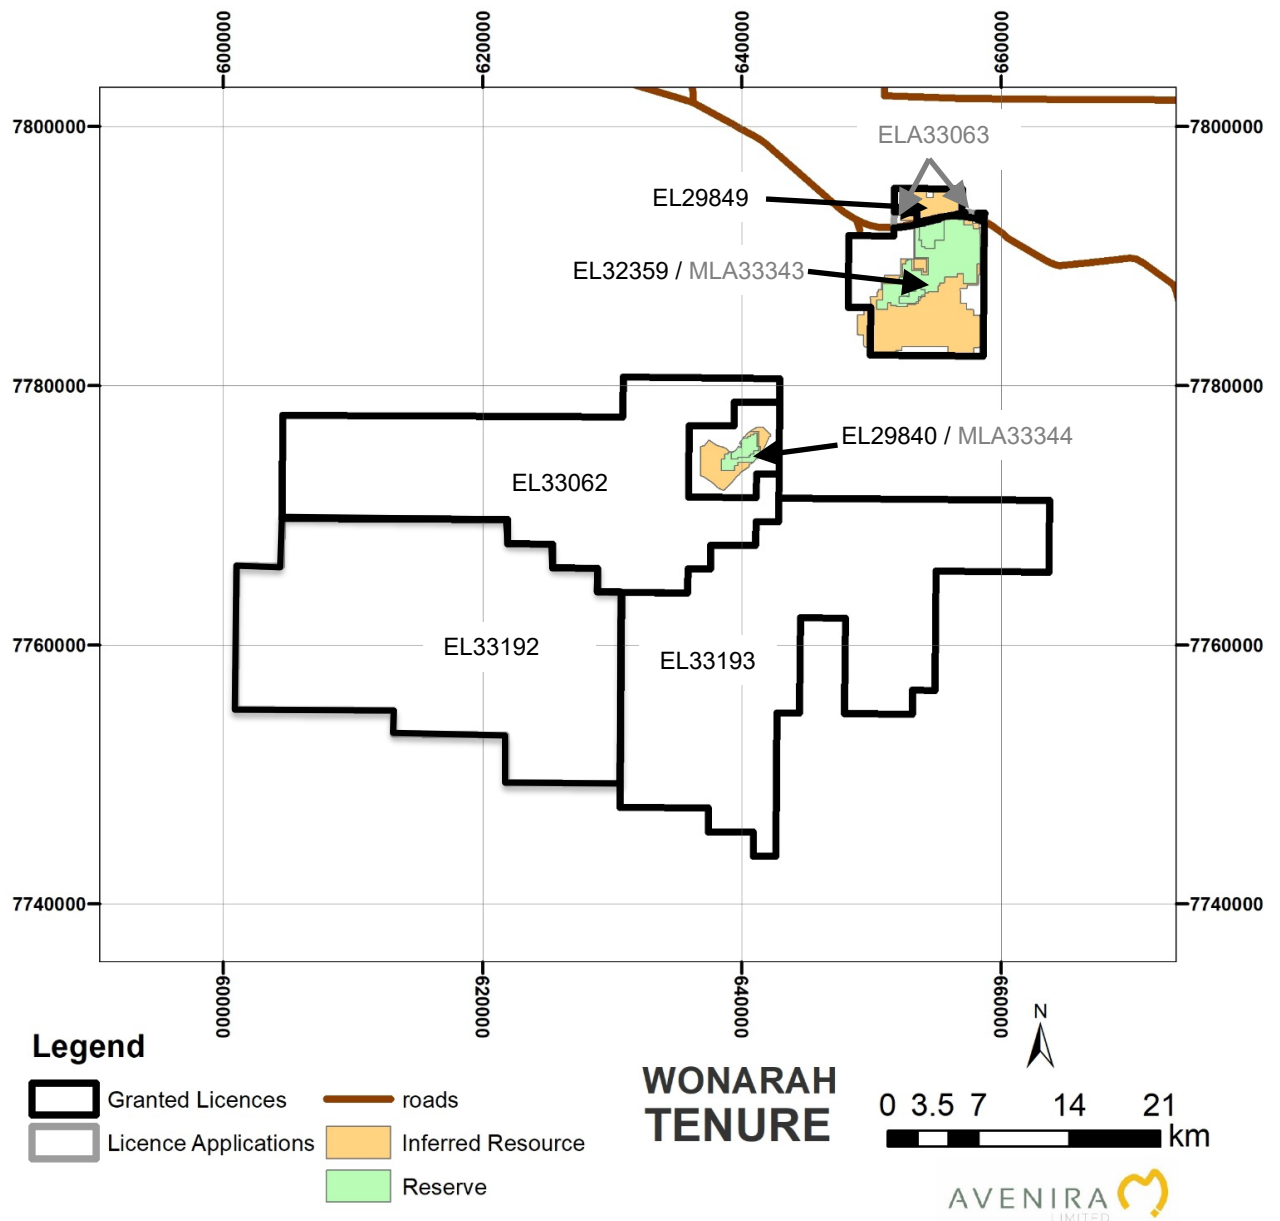 600000
620000
640000
660000
7800000
7800000
ELA33063
EL29849
EL32359 / MLA33343
7780000
7780000
EL29840 / MLA33344
EL33062
7760000
7760000
EL33192
EL33193
7740000
7740000
600000
620000
640000
660000
N
Legend
Granted Licences
roads
Licence Applications
Inferred Resource
Reserve
WONARAH
TENURE
0 3.5 7 14 21
km
AVENIRA
LIMITED